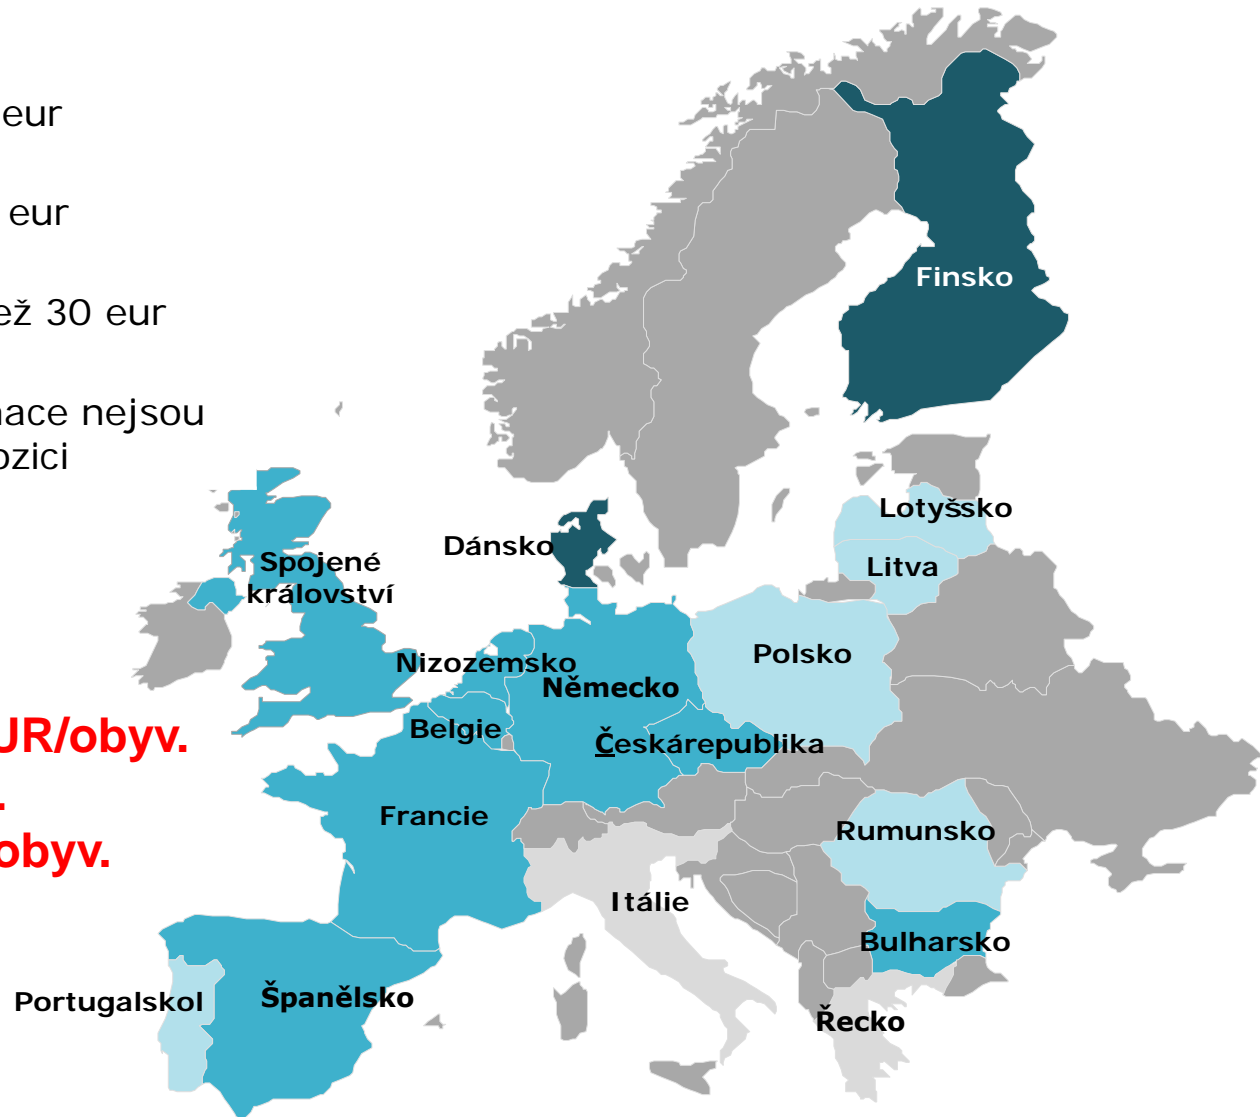 eur
eur
ež 30 eur
nace nejsou
ozici
Finsko
Lotyšsko
Dánsko
Litva
Spojené
království
Polsko
Nizozemsko
Německo
Belgie
Českárepublika
UR/obyv.
.
Francie
Rumunsko
obyv.
Itálie
Bulharsko
Portugalskol
Španělsko
Řecko